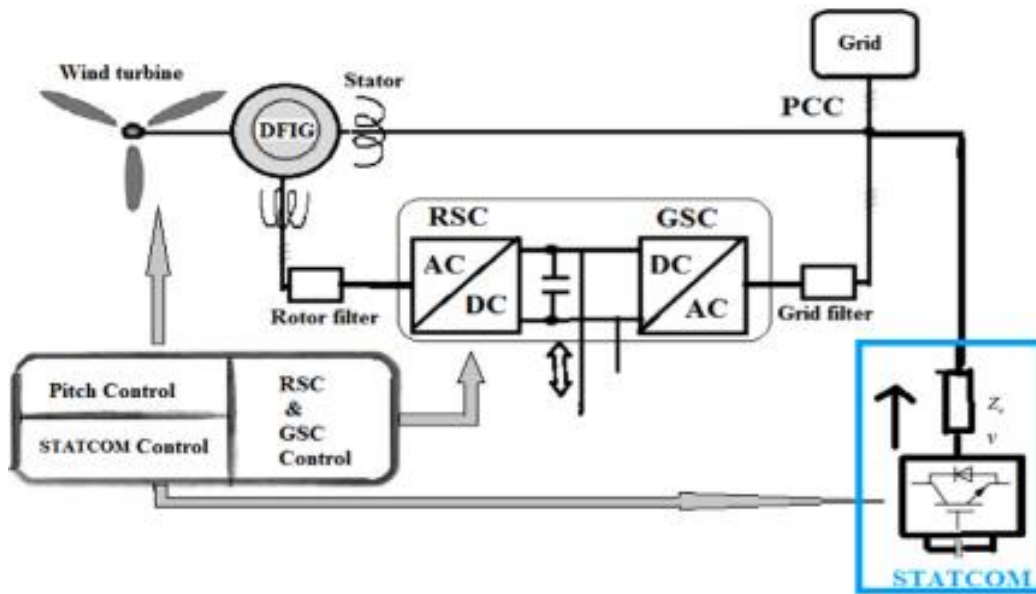 Grid
Wind turbine
Stator
PCC
DFIG
RSC
GSC
AC
DC
DC
AC
Rotor filter
Grid filter
Pitch Control
STATCOM Control
RSC
&
GSC
Control
V
STATCOM